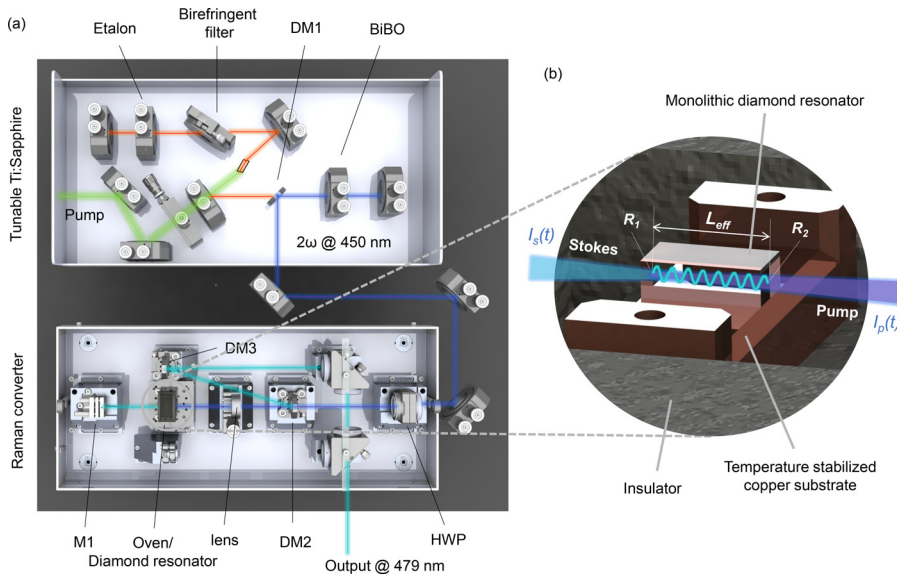 (a)
Etalon
Birefringent
filter
DM1
BiBO
Tunable Ti:Sapphire
Pump
2ω @ 450 nm
Raman converter
DM3
M1
Oven/
Diamond resonator
lens
DM2
Output @ 479 nm
HWP
(b)
Monolithic diamond resonator
Is(t)
Stokes
R1
Leff
R2
Pump
Ip(t)
Insulator
Temperature stabilized
copper substrate